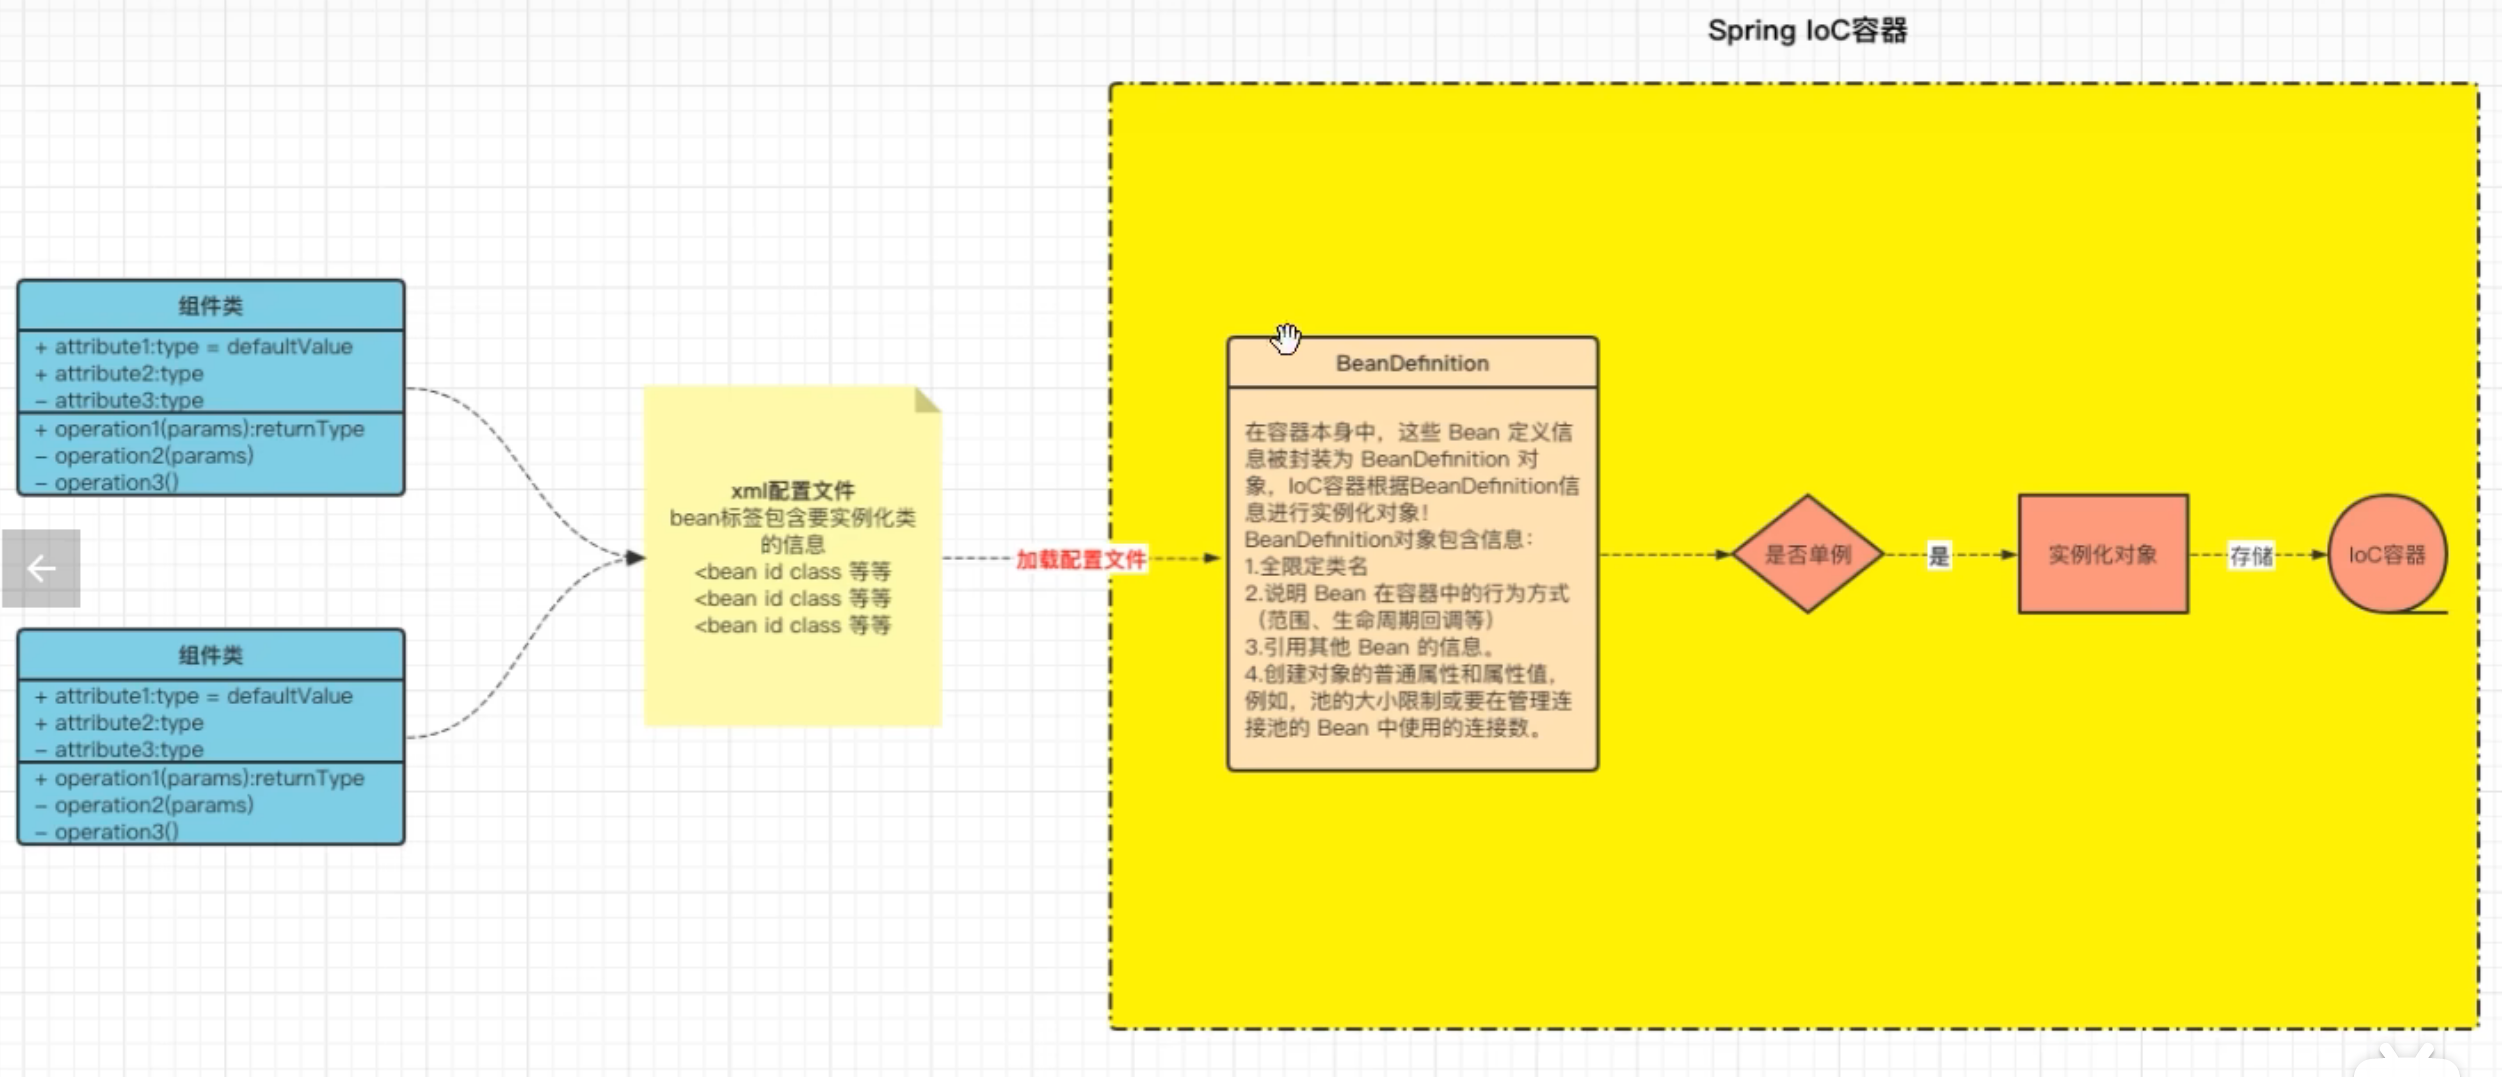 Spring IoC容器
组件类
+ attribute1:type = defaultValue
+ attribute2:type
− attribute3:type
+ operation1(params):returnType
− operation2(params)
− operation3()
组件类
+ attribute1:type = defaultValue
+ attribute2:type
− attribute3:type
+ operation1(params):returnType
− operation2(params)
− operation3()
xml配置文件
bean标签包含要实例化类
的信息
<bean id class 等等
<bean id class 等等
<bean id class 等等
加载配置文件
BeanDefinition
在容器本身中，这些 Bean 定义信
息被封装为 BeanDefinition 对
象，IoC容器根据BeanDefinition信
息进行实例化对象！
BeanDefinition对象包含信息：
1.全限定类名
2.说明 Bean 在容器中的行为方式
（范围、生命周期回调等）
3.引用其他 Bean 的信息。
4.创建对象的普通属性和属性值，
例如，池的大小限制或要在管理连
接池的 Bean 中使用的连接数。
是否单例
是
实例化对象
存储
IoC容器